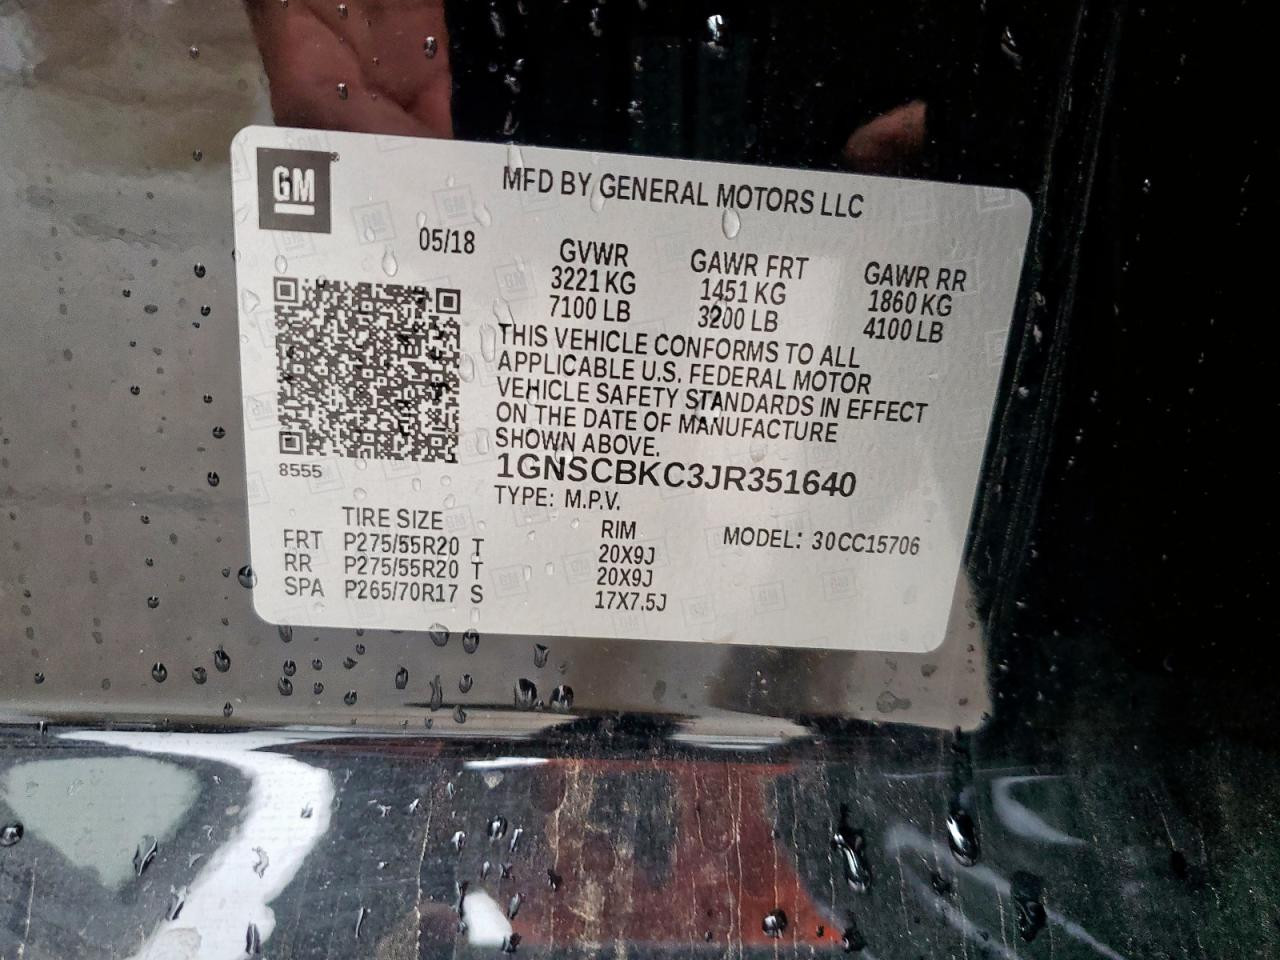 GM
MFD BY GENERAL MOTORS LLC
05/18
GVWR GAWR FRT GAWR RR
3221 KG 1451 KG 1860 KG
7100 LB 3200 LB 4100 LB
THIS VEHICLE CONFORMS TO ALL
APPLICABLE U.S. FEDERAL MOTOR
VEHICLE SAFETY STANDARDS IN EFFECT
ON THE DATE OF MANUFACTURE
SHOWN ABOVE.
8555
1GNSCBKC3JR351640
TYPE: M.P.V.
TIRE SIZE RIM MODEL: 30CC15706
FRT P275/55R20 T 20X9J
RR P275/55R20 T 20X9J
SPA P265/70R17 S 17X7.5J